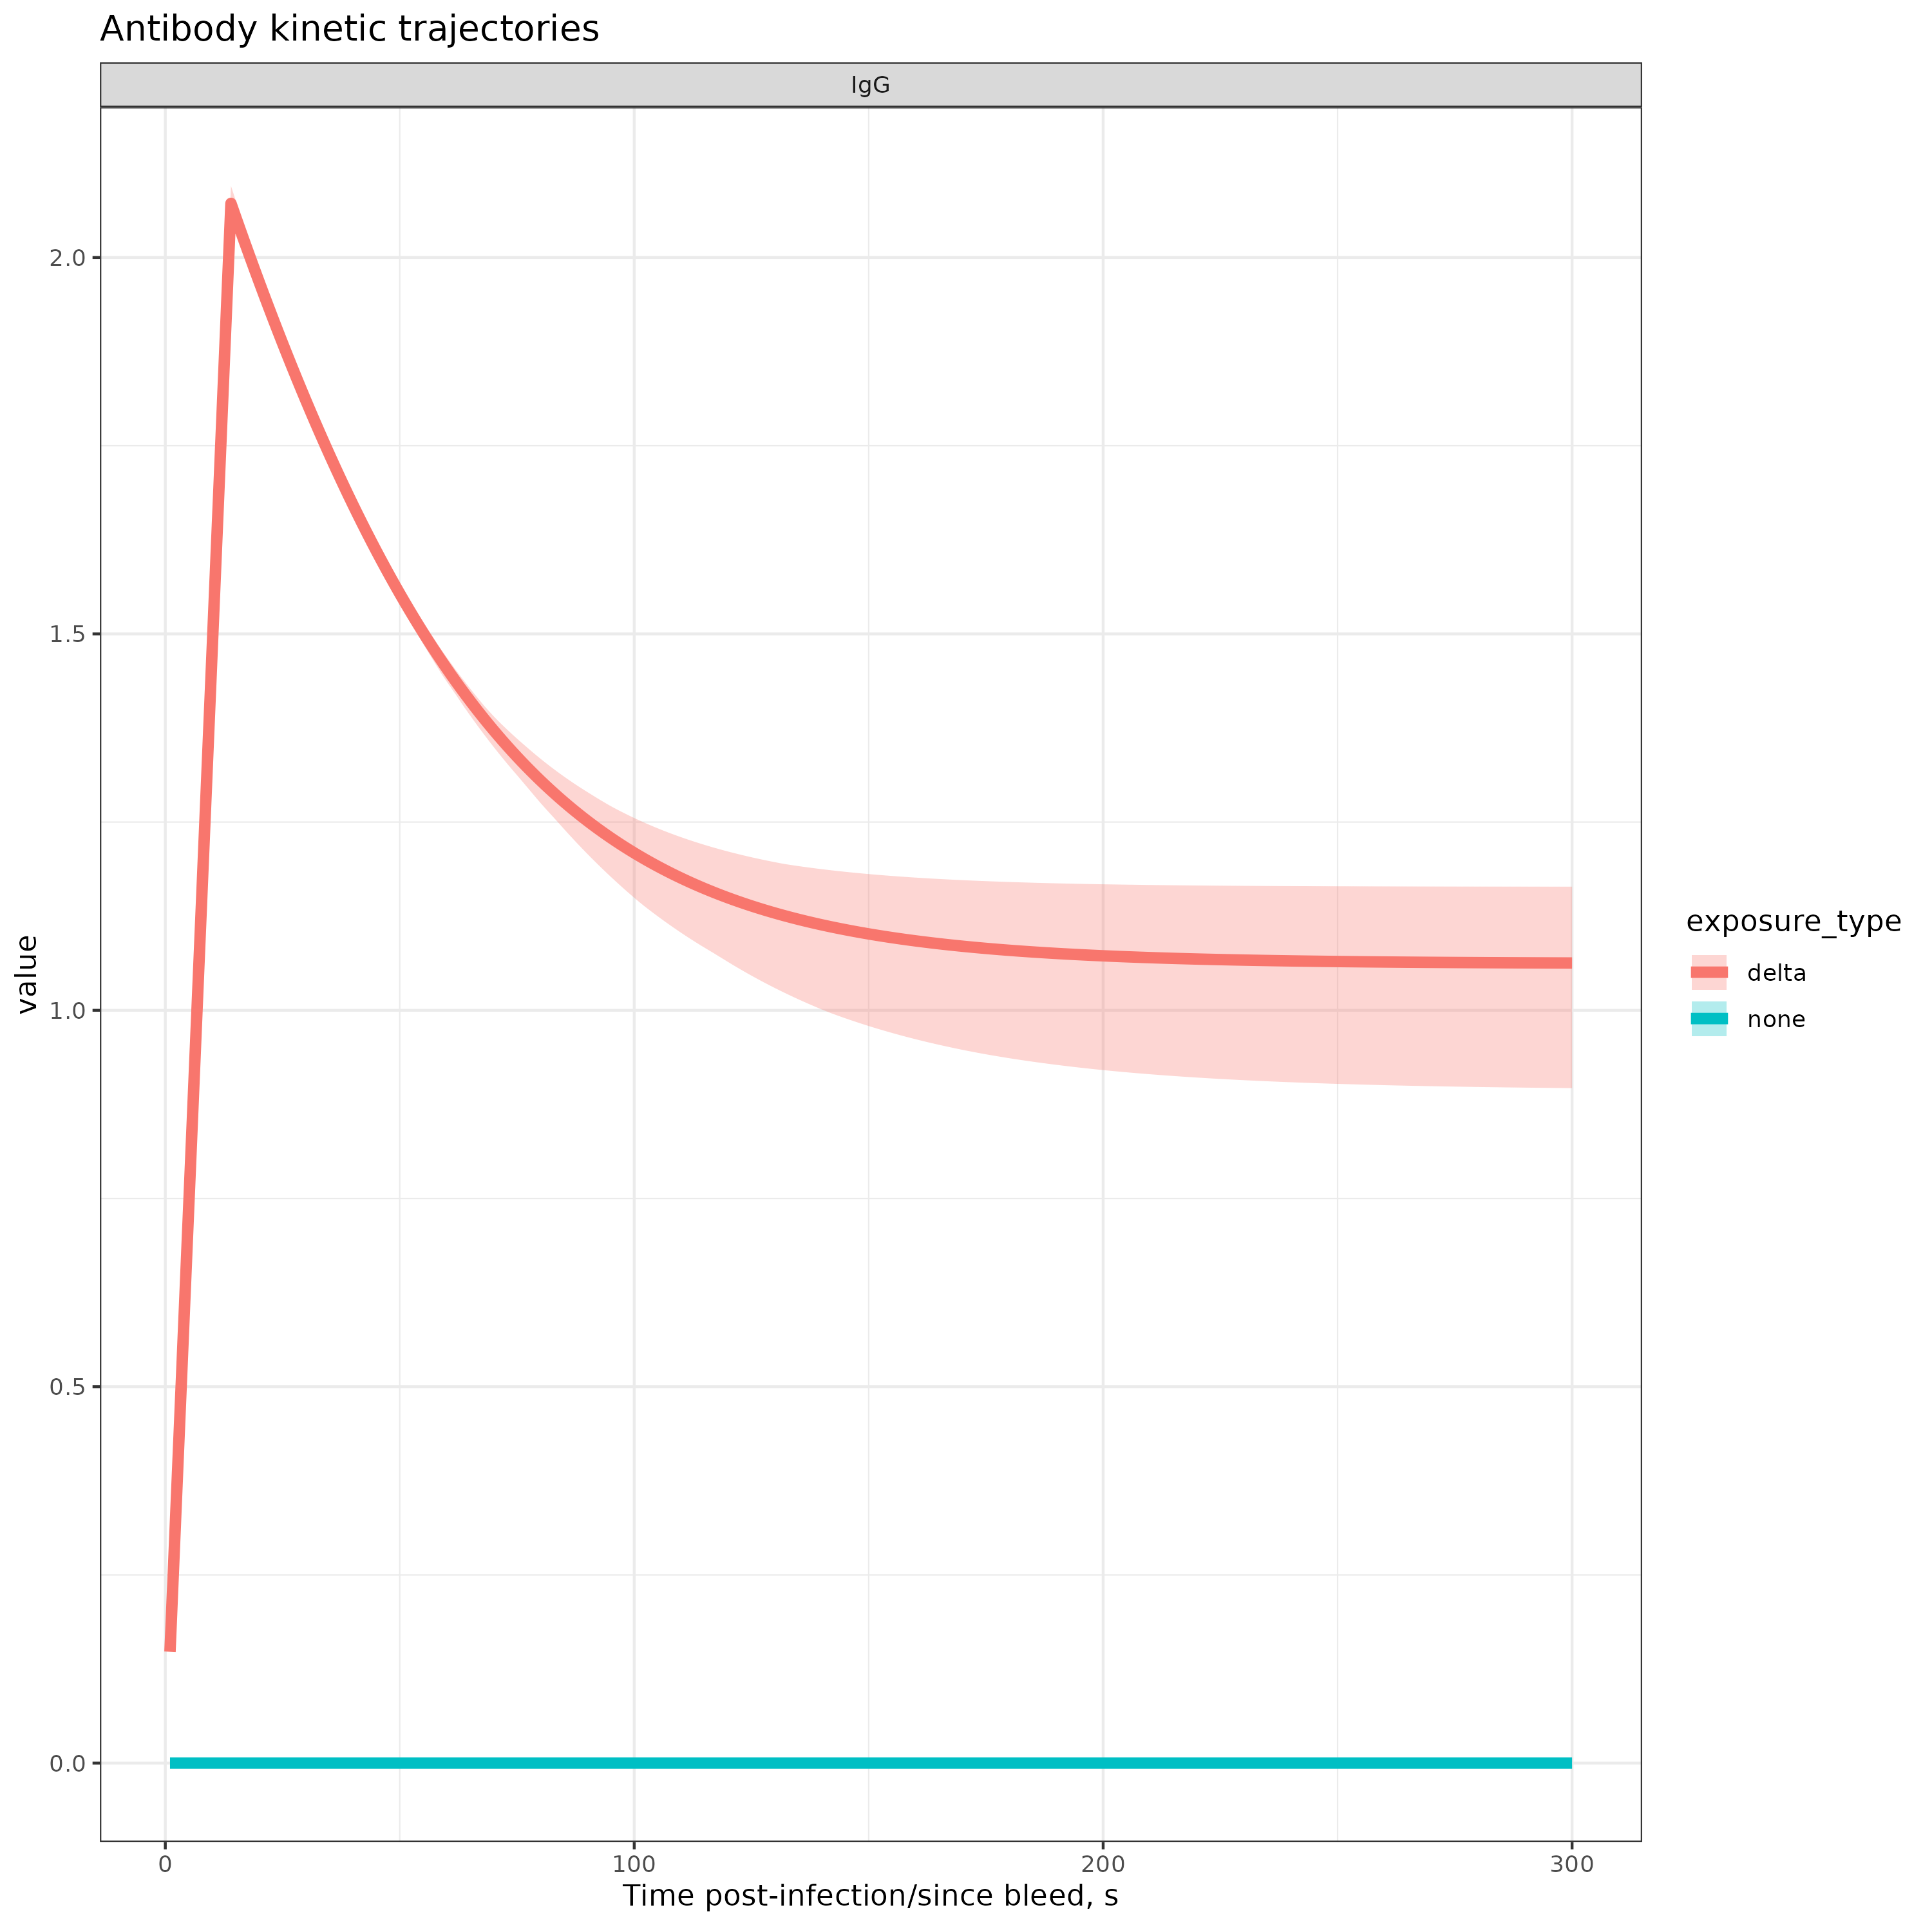 Antibody kinetic trajectories
IgG
value
2.0
1.5
1.0
0.5
0.0
0
100
200
300
Time post-infection/since bleed, s
exposure_type
delta
none